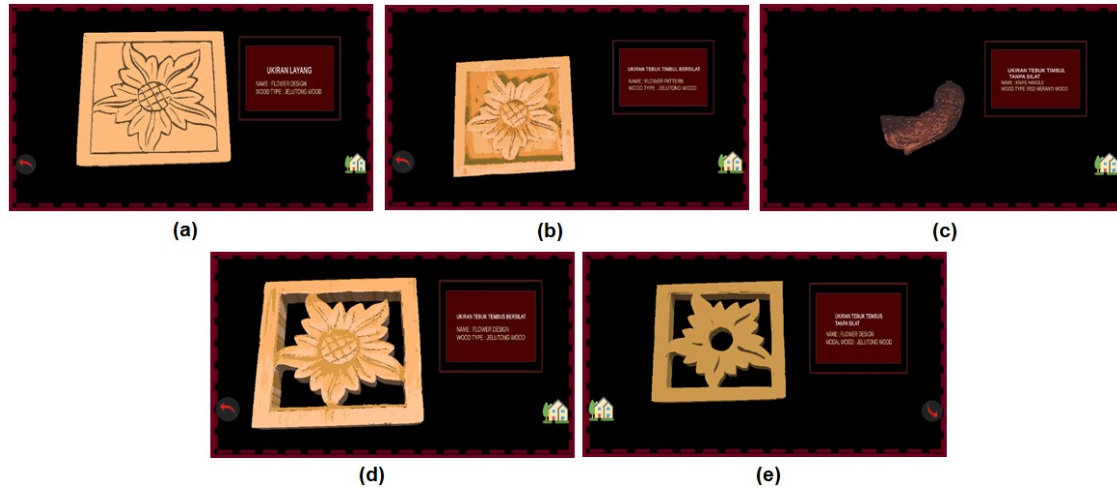 UKIRAN LAYANG
NAME : FLOWER DESIGN
WOOD TYPE : JELUTONG WOOD
(a)
UKIRAN TEBUK TIMBUL BERSILAT
NAME : FLOWER PATTERN
WOOD TYPE : JELUTONG WOOD
(b)
UKIRAN TEBUK TIMBUL
TANPA SILAT
NAME : KNIFE HANDLE
WOOD TYPE: RED MERANTI WOOD
(c)
UKIRAN TEBUK TEMBUS BERSILAT
NAME : FLOWER DESIGN
WOOD TYPE : JELUTONG WOOD
(d)
UKIRAN TEBUK TEMBUS
TANPA SILAT
NAME : FLOWER DESIGN
MODAL WOOD : JELUTONG WOOD
(e)